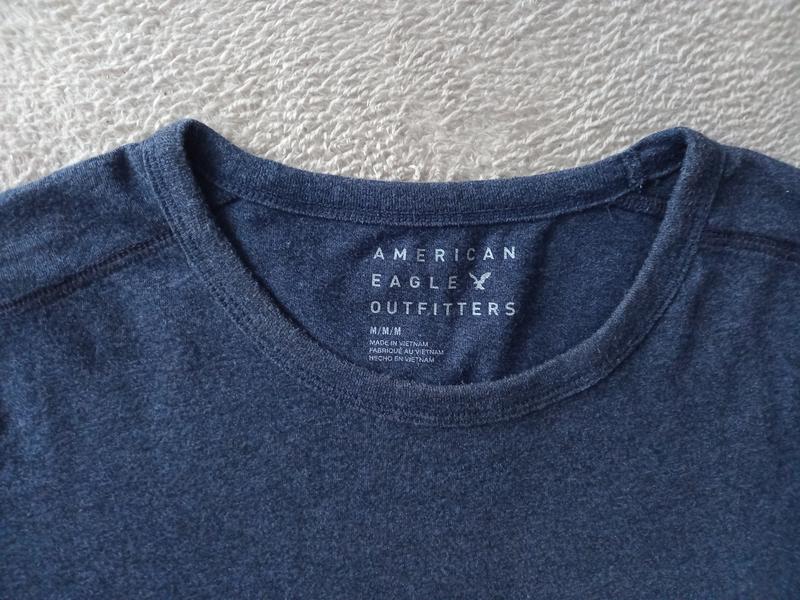 AMERICAN
EAGLE
OUTFITTERS
M/M/M
MADE IN VIETNAM
FABRIQUÉ AU VIETNAM
HECHO EN VIETNAM